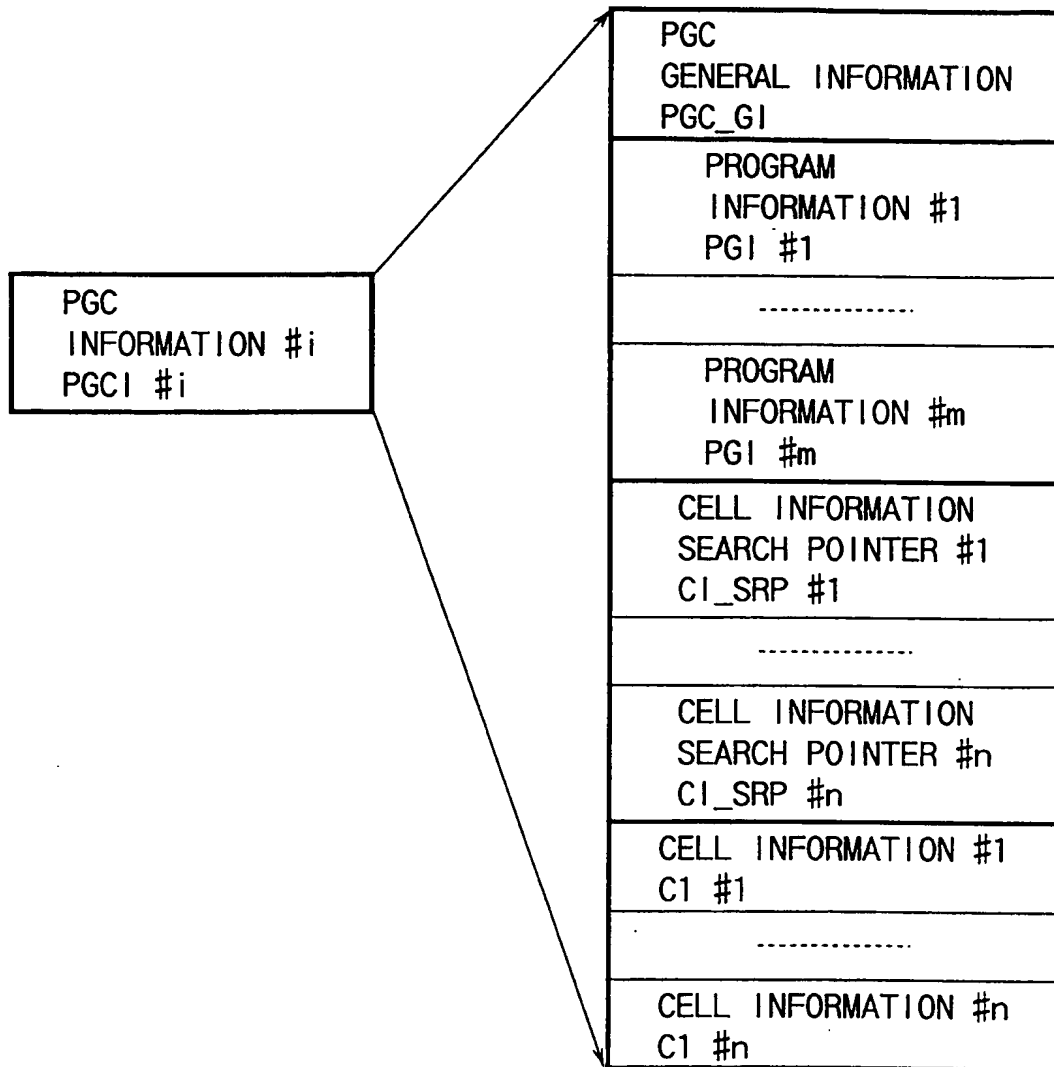 PGC
GENERAL INFORMATION
PGC_GI
PROGRAM
INFORMATION #1
PGI #1
PGC
INFORMATION #i
PGCI #i
PROGRAM
INFORMATION #m
PGI #m
CELL INFORMATION
SEARCH POINTER #1
CI_SRP #1
CELL INFORMATION
SEARCH POINTER #n
CI_SRP #n
CELL INFORMATION #1
C1 #1
CELL INFORMATION #n
C1 #n